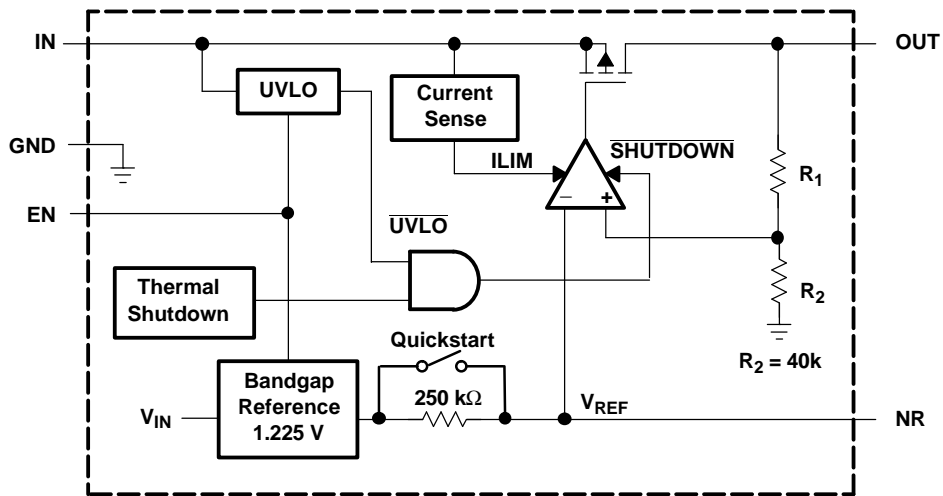 IN
OUT
UVLO
Current
Sense
GND
ILIM
SHUTDOWN
R1
EN
UVLO
− +
Thermal
Shutdown
R2
Quickstart
R2 = 40k
Bandgap
Reference
1.225 V
250 kΩ
VIN
VREF
NR